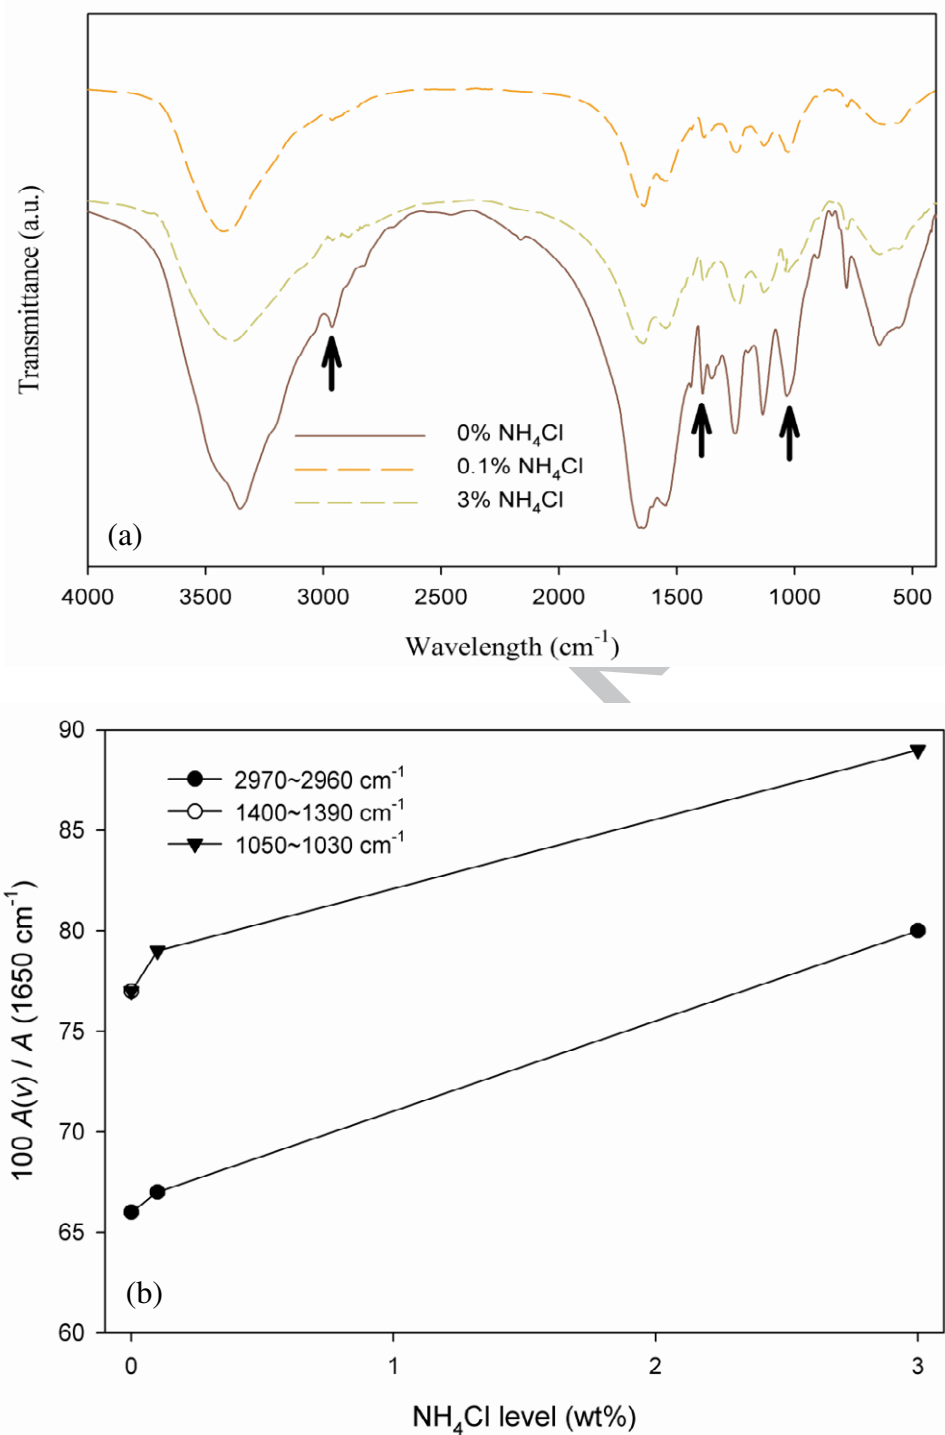 Transmittance (a.u.)
0% NH₄Cl
0.1% NH₄Cl
3% NH₄Cl
(a)
4000 3500 3000 2500 2000 1500 1000 500
Wavelength (cm⁻¹)
90
2970~2960 cm⁻¹
1400~1390 cm⁻¹
1050~1030 cm⁻¹
85
80
75
70
65
60
100 A(v) / A (1650 cm⁻¹)
(b)
0 1 2 3
NH₄Cl level (wt%)